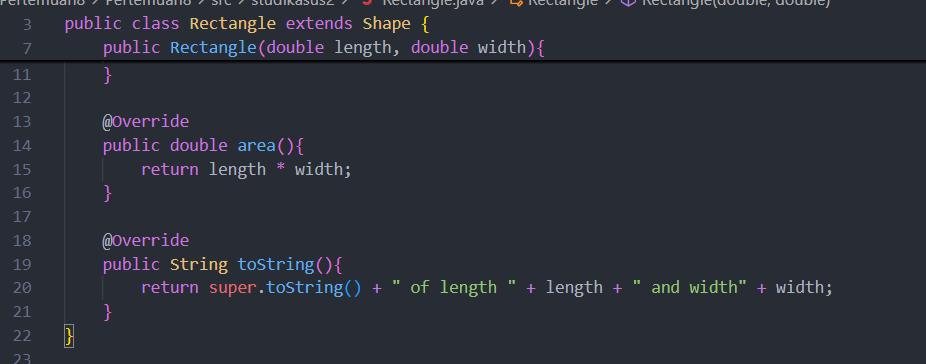 Pertemuan8 > Pertemuan8 > src > studikasus2 > Rectangle.java > Rectangle > Rectangle(double, double)
3 public class Rectangle extends Shape {
7 public Rectangle(double length, double width){
11 }
12
13 @Override
14 public double area(){
15 return length * width;
16 }
17
18 @Override
19 public String toString(){
20 return super.toString() + " of length " + length + " and width" + width;
21 }
22 }
23